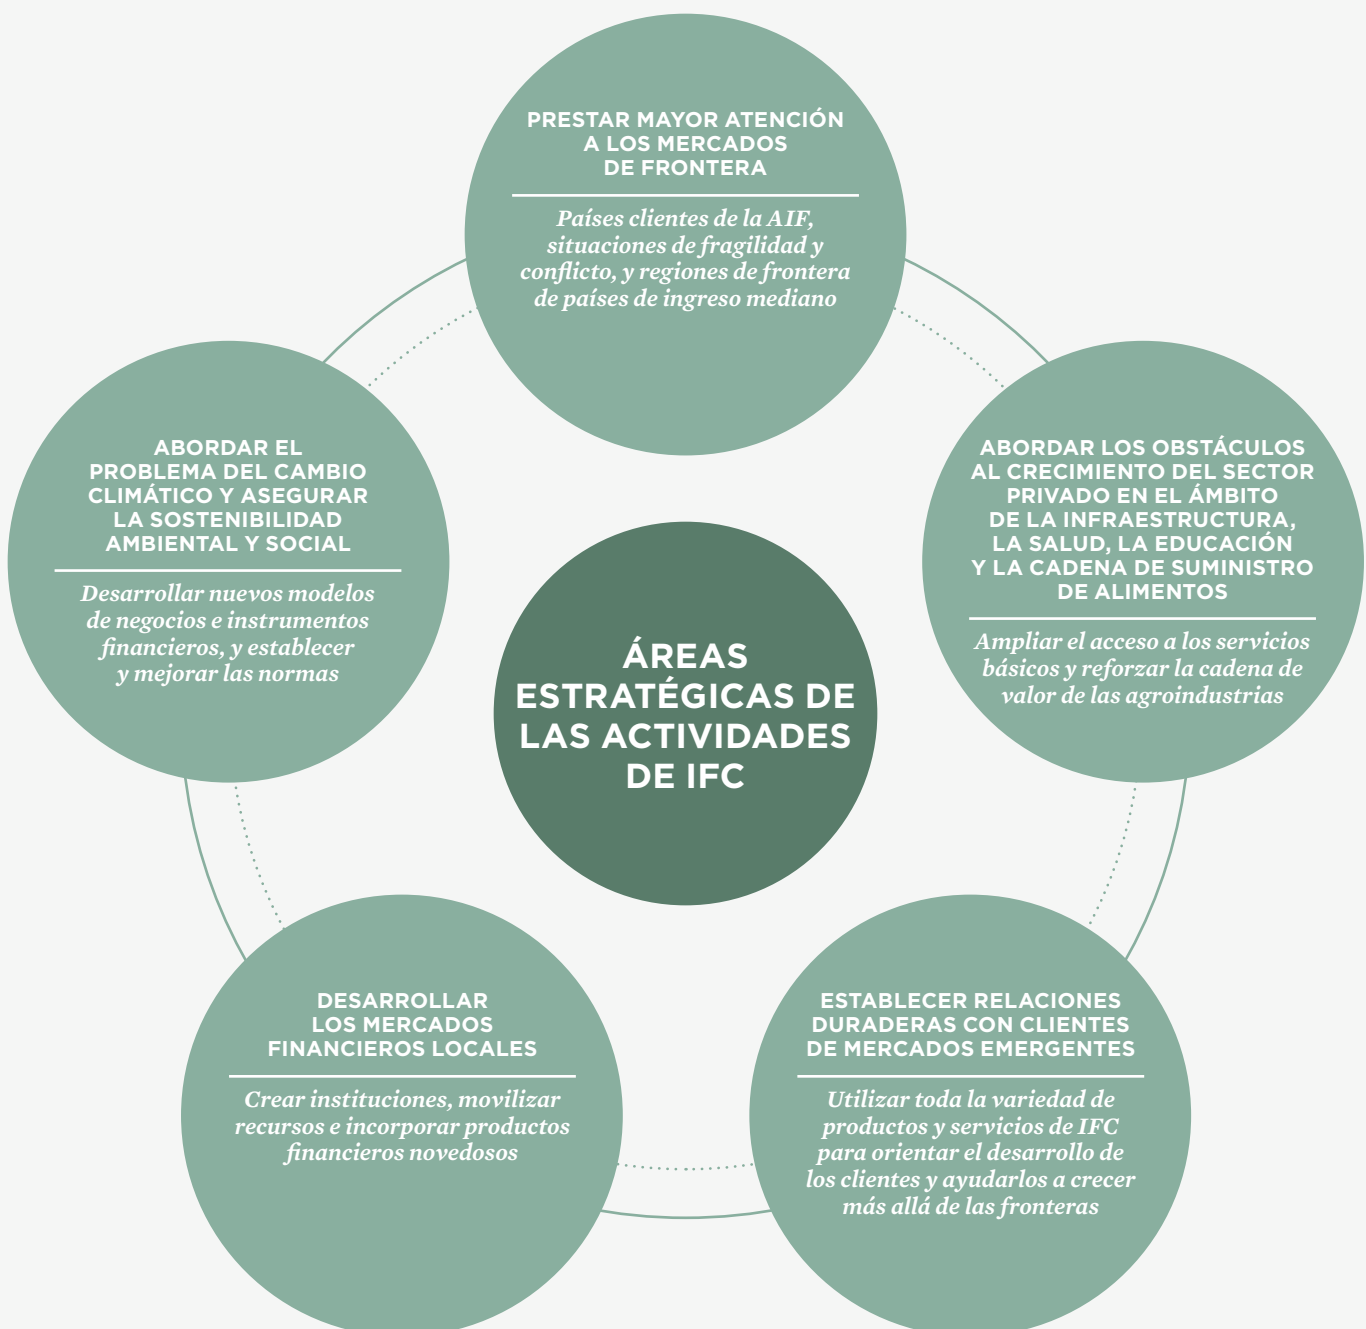 PRESTAR MAYOR ATENCIÓN
A LOS MERCADOS
DE FRONTERA
Países clientes de la AIF,
situaciones de fragilidad y
conflicto, y regiones de frontera
de países de ingreso mediano
ABORDAR EL
PROBLEMA DEL CAMBIO
CLIMÁTICO Y ASEGURAR
LA SOSTENIBILIDAD
AMBIENTAL Y SOCIAL
Desarrollar nuevos modelos
de negocios e instrumentos
financieros, y establecer
y mejorar las normas
ABORDAR LOS OBSTÁCULOS
AL CRECIMIENTO DEL SECTOR
PRIVADO EN EL ÁMBITO
DE LA INFRAESTRUCTURA,
LA SALUD, LA EDUCACIÓN
Y LA CADENA DE SUMINISTRO
DE ALIMENTOS
Ampliar el acceso a los servicios
básicos y reforzar la cadena de
valor de las agroindustrias
ÁREAS
ESTRATÉGICAS DE
LAS ACTIVIDADES
DE IFC
DESARROLLAR
LOS MERCADOS
FINANCIEROS LOCALES
Crear instituciones, movilizar
recursos e incorporar productos
financieros novedosos
ESTABLECER RELACIONES
DURADERAS CON CLIENTES
DE MERCADOS EMERGENTES
Utilizar toda la variedad de
productos y servicios de IFC
para orientar el desarrollo de
los clientes y ayudarlos a crecer
más allá de las fronteras